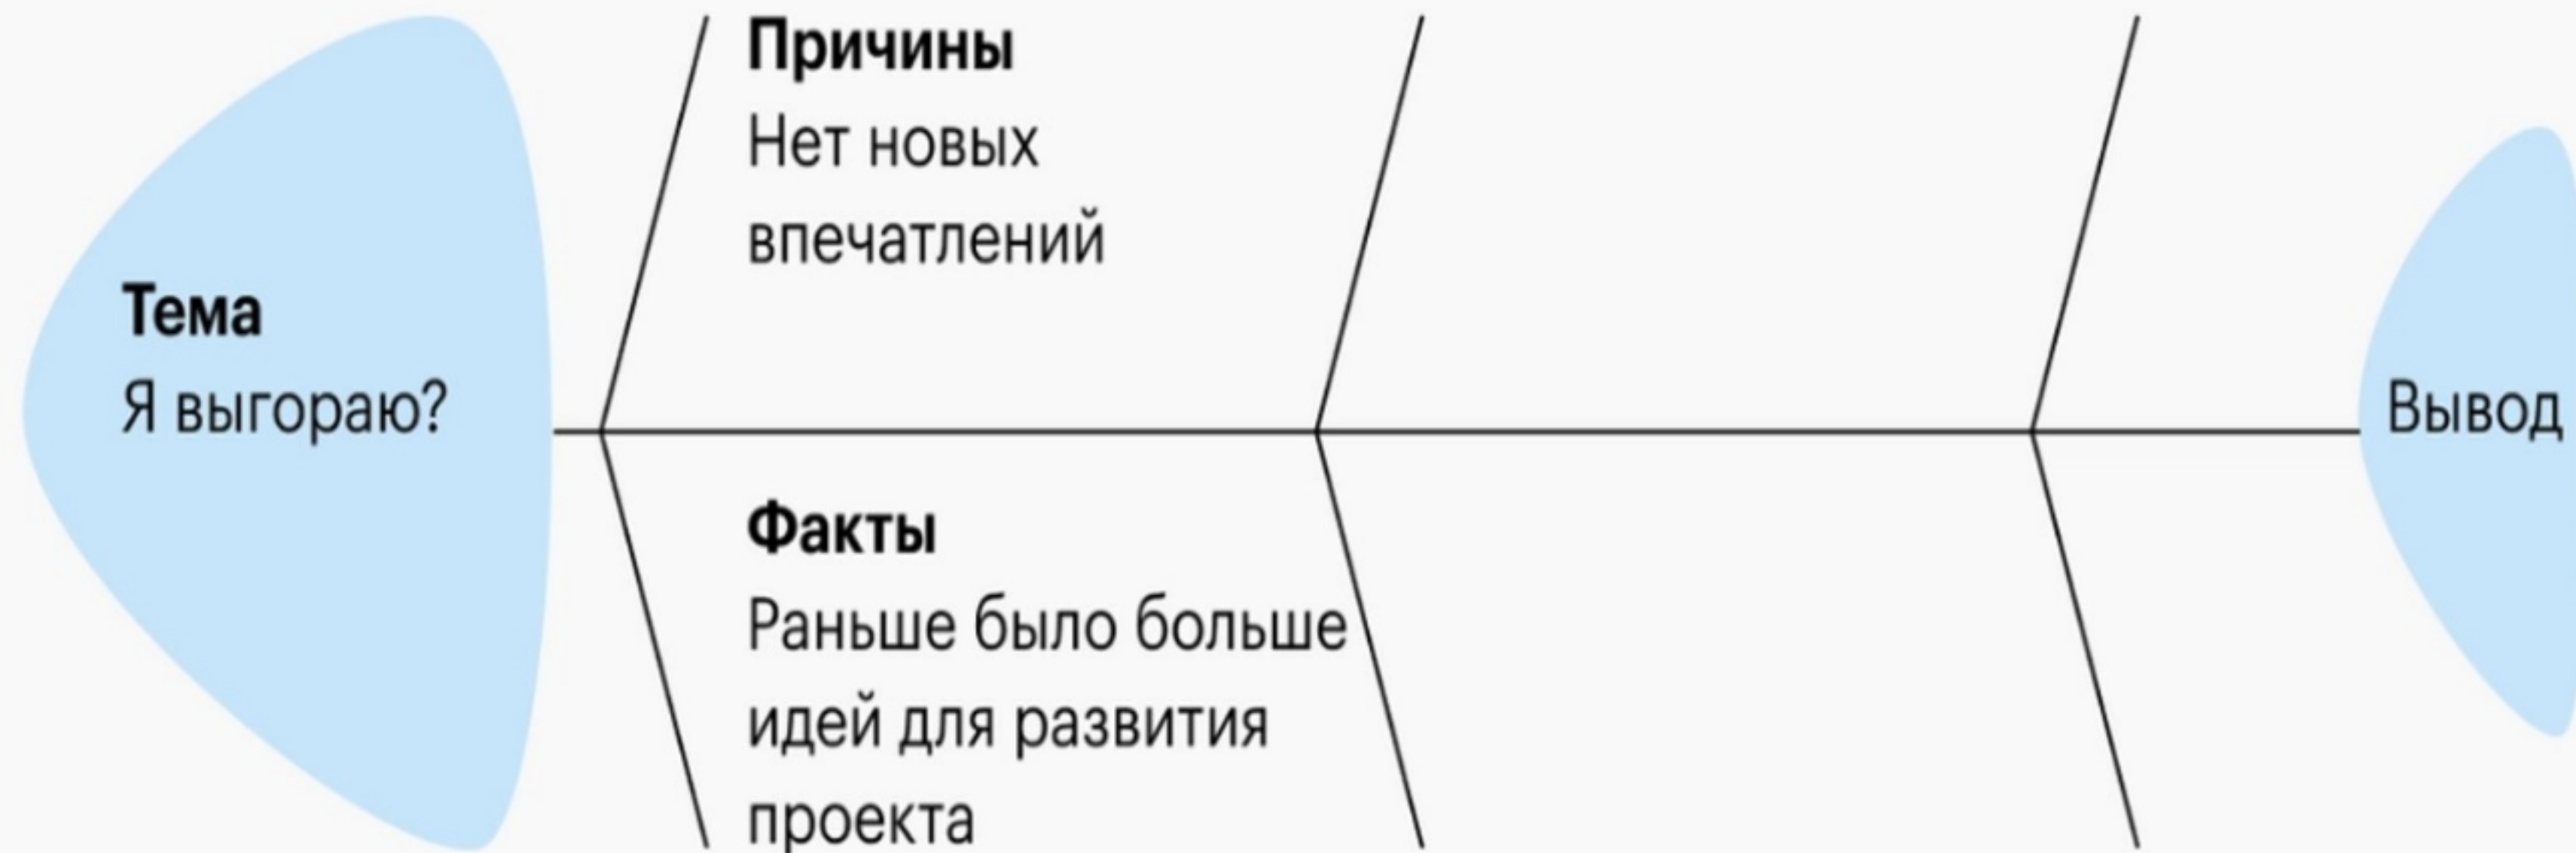 Тема
Я выгораю?
Причины
Нет новых
впечатлений
Факты
Раньше было больше
идей для развития
проекта
Вывод